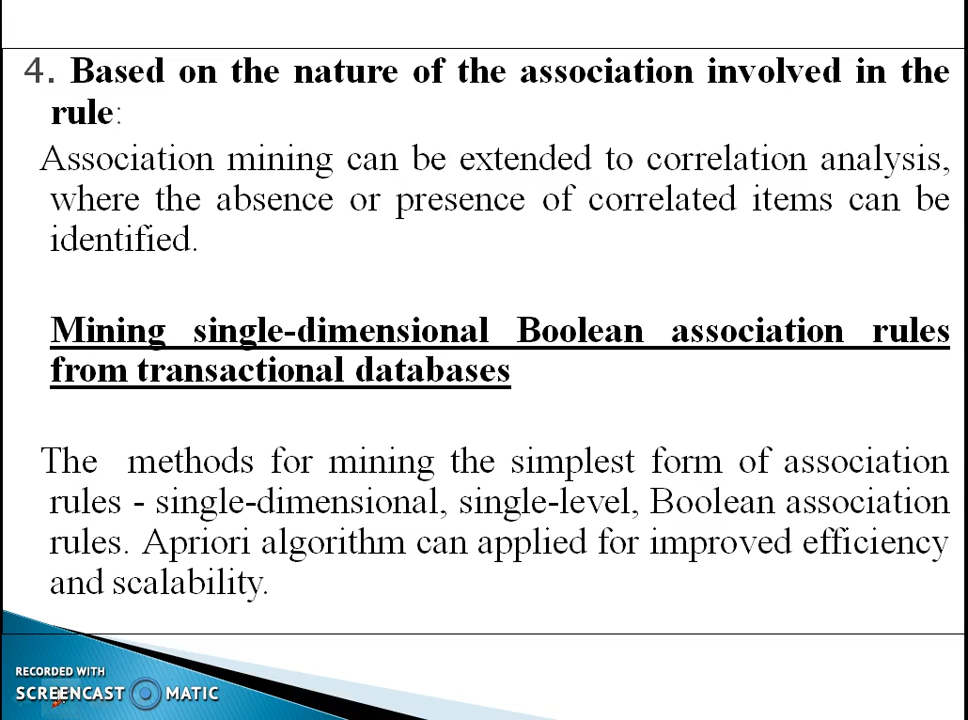 4. Based on the nature of the association involved in the
rule:
Association mining can be extended to correlation analysis,
where the absence or presence of correlated items can be
identified.
Mining single-dimensional Boolean association rules
from transactional databases
The methods for mining the simplest form of association
rules - single-dimensional, single-level, Boolean association
rules. Apriori algorithm can applied for improved efficiency
and scalability.
RECORDED WITH
SCREENCAST MATIC